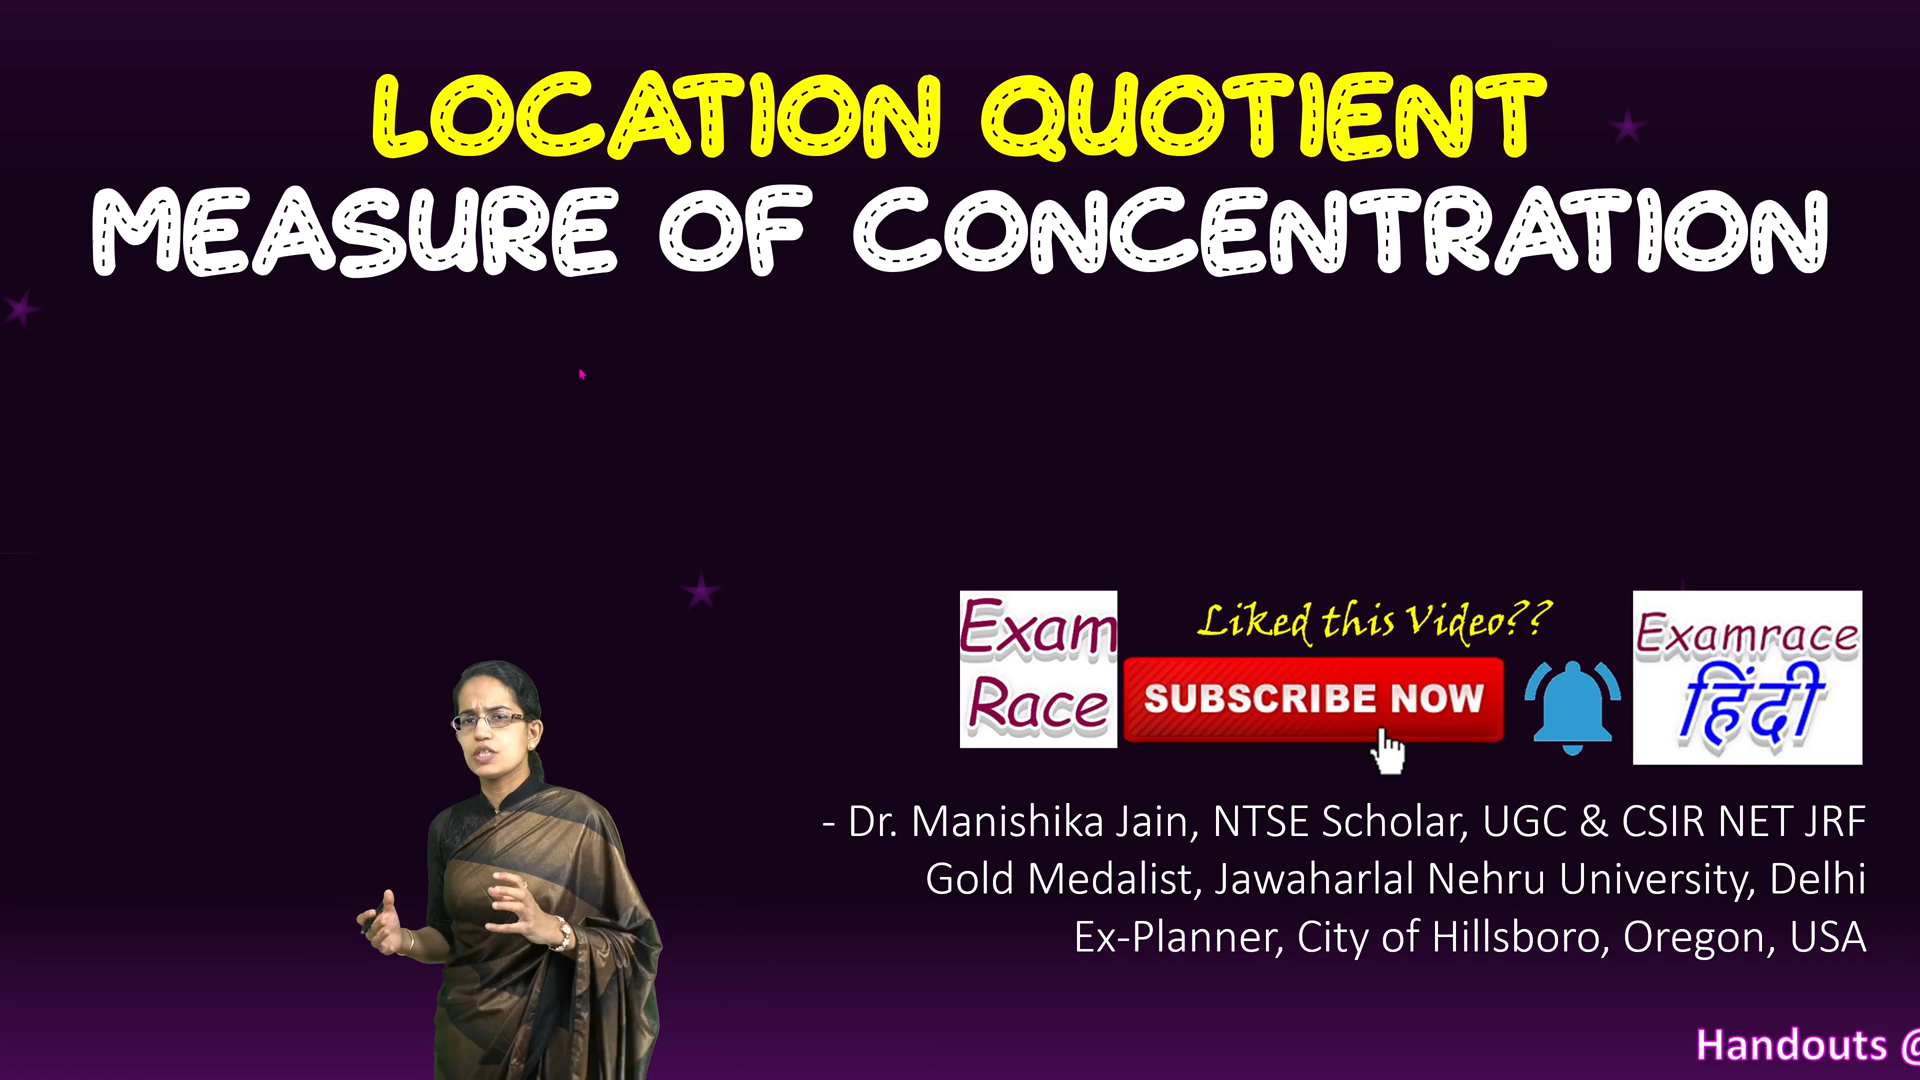 LOCATION QUOTIENT
MEASURE OF CONCENTRATION
Liked this Video??
Exam
Race
SUBSCRIBE NOW
Examrace
हिंदी
- Dr. Manishika Jain, NTSE Scholar, UGC & CSIR NET JRF
Gold Medalist, Jawaharlal Nehru University, Delhi
Ex-Planner, City of Hillsboro, Oregon, USA
Handouts @